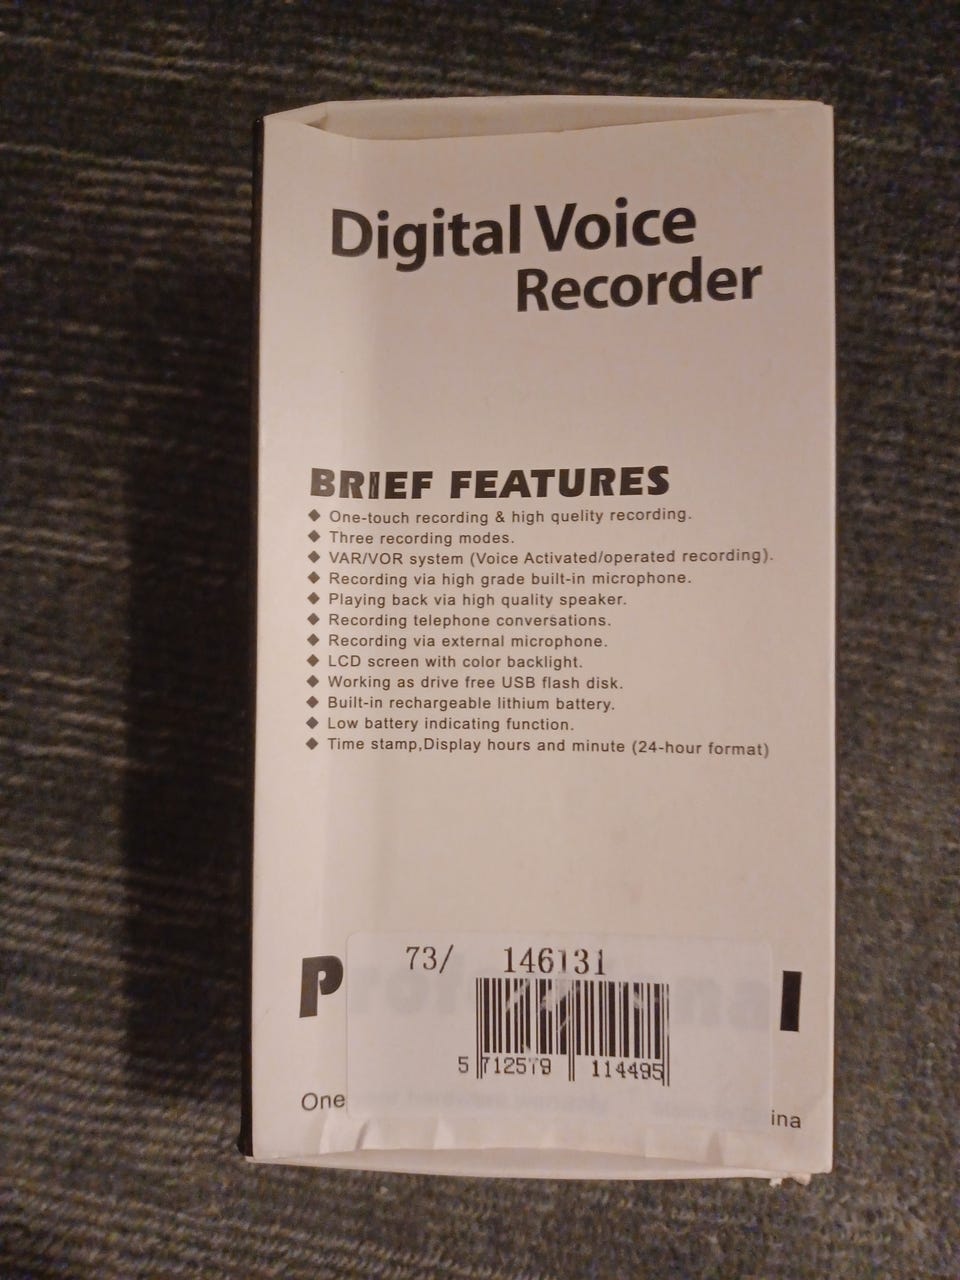 Digital Voice
Recorder
BRIEF FEATURES
◆ One-touch recording & high quelity recording.
◆ Three recording modes.
◆ VAR/VOR system (Voice Activated/operated recording).
◆ Recording via high grade built-in microphone.
◆ Playing back via high quality speaker.
◆ Recording telephone conversations.
◆ Recording via external microphone.
◆ LCD screen with color backlight.
◆ Working as drive free USB flash disk.
◆ Built-in rechargeable lithium battery.
◆ Low battery indicating function.
◆ Time stamp,Display hours and minute (24-hour format)
73/ 146131
Professional
5 712579 114495
One ina